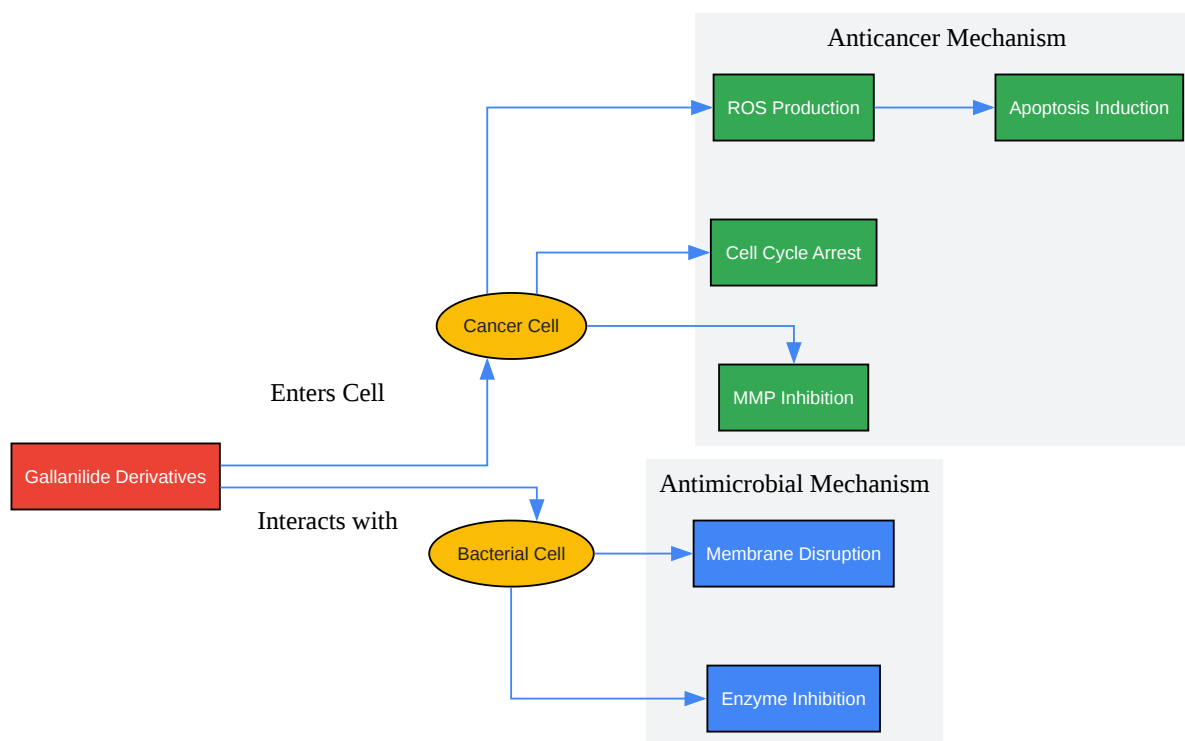 Anticancer Mechanism
ROS Production
Apoptosis Induction
Cell Cycle Arrest
Cancer Cell
Enters Cell
MMP Inhibition
Gallanilide Derivatives
Interacts with
Antimicrobial Mechanism
Bacterial Cell
Membrane Disruption
Enzyme Inhibition